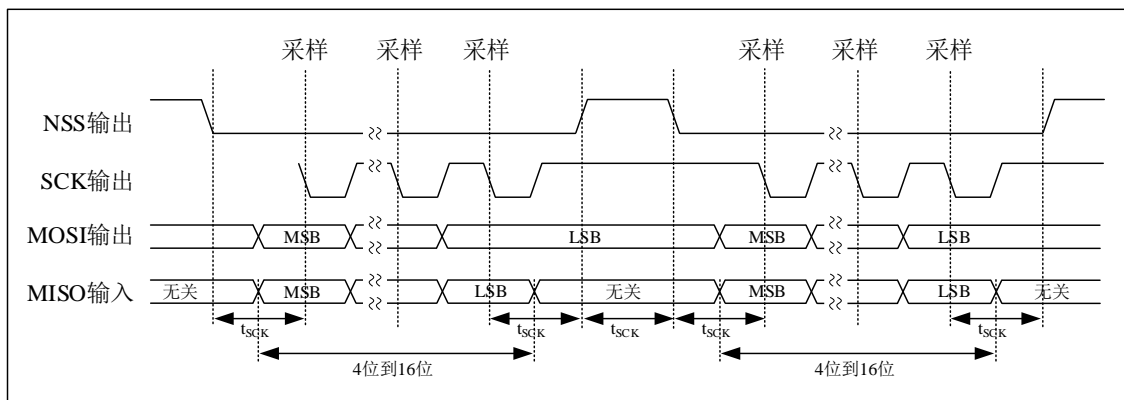 采样 采样 采样 采样 采样 采样
NSS输出
SCK输出
MOSI输出 MSB LSB MSB LSB
MISO输入 无关 MSB LSB 无关 MSB LSB 无关
tSCK tSCK tSCK tSCK tSCK
4位到16位 4位到16位